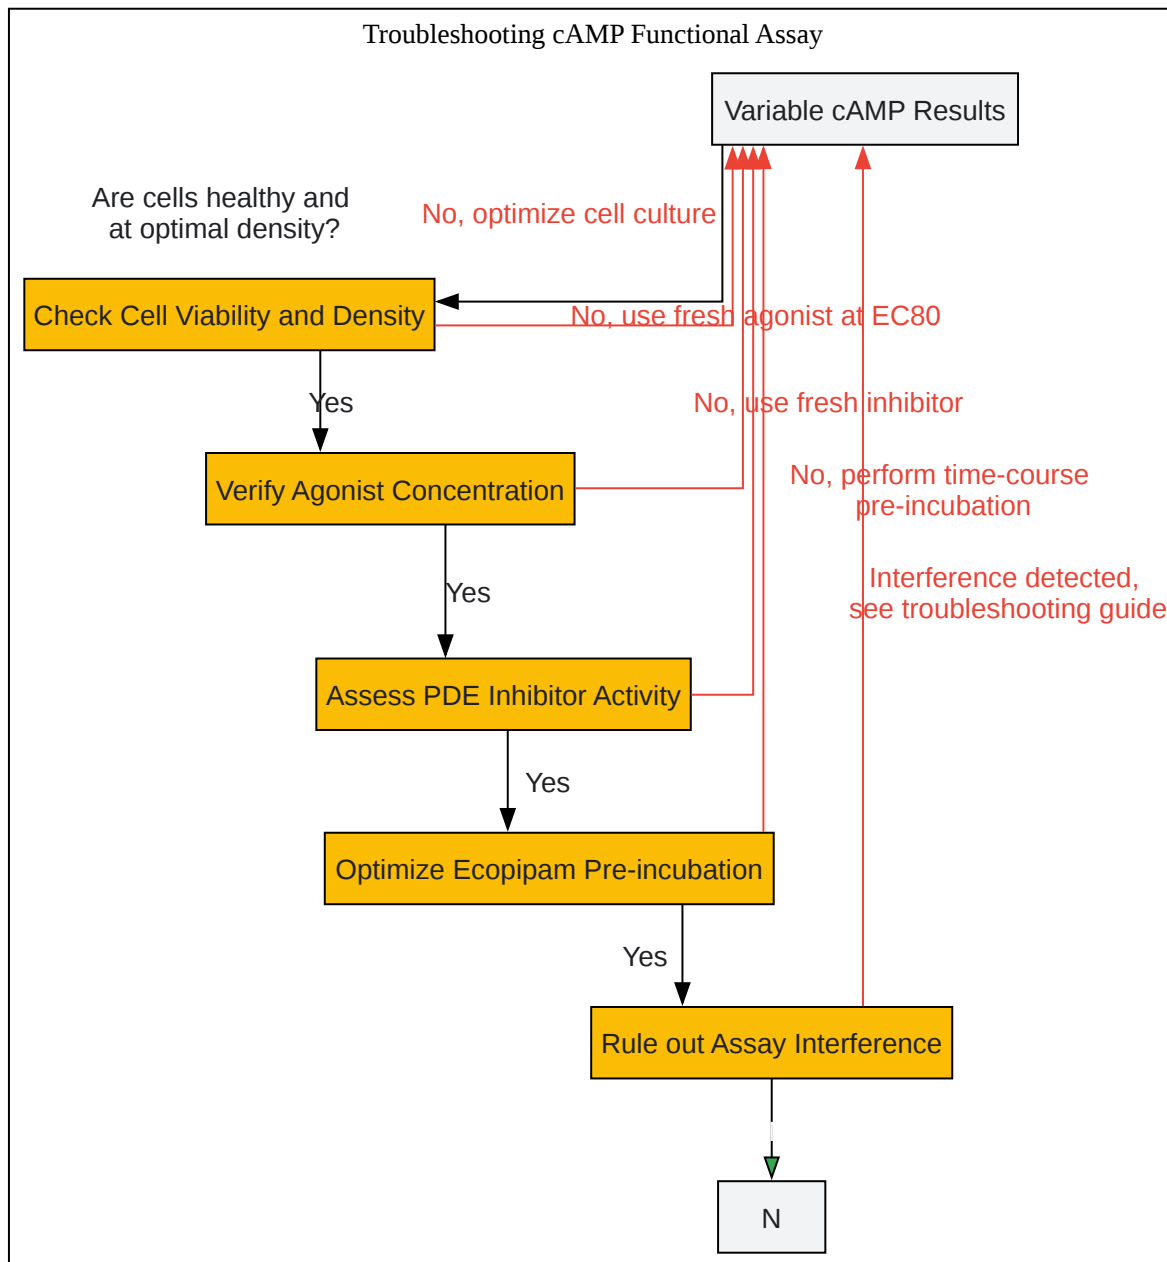 Troubleshooting cAMP Functional Assay
Variable cAMP Results
Are cells healthy and
at optimal density?
No, optimize cell culture
Check Cell Viability and Density
No, use fresh agonist at EC80
Yes
No, use fresh inhibitor
Verify Agonist Concentration
No, perform time-course
pre-incubation
Yes
Interference detected,
see troubleshooting guide
Assess PDE Inhibitor Activity
Yes
Optimize Ecopipam Pre-incubation
Yes
Rule out Assay Interference
N